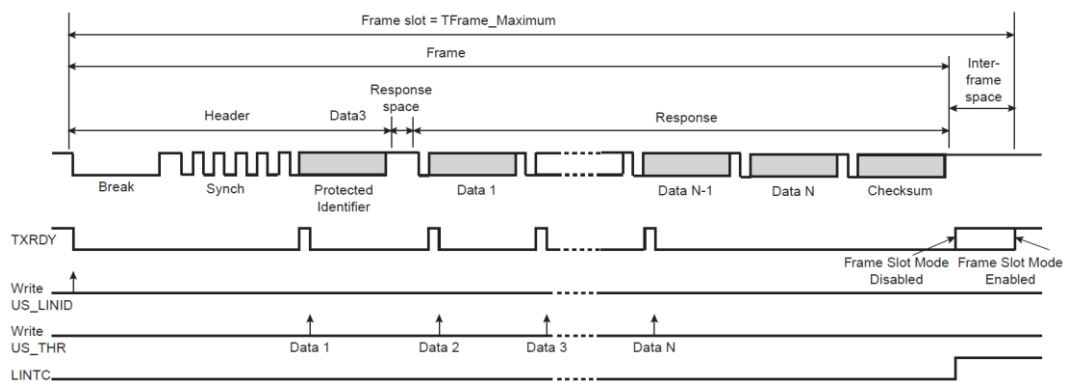 Frame slot = TFrame_Maximum
Frame
Inter-
frame
space
Response
space
Header
Data3
Response
Break
Synch
Protected
Identifier
Data 1
Data N-1
Data N
Checksum
TXRDY
Frame Slot Mode
Disabled
Frame Slot Mode
Enabled
Write
US_LINID
Write
US_THR
Data 1
Data 2
Data 3
Data N
LINTC